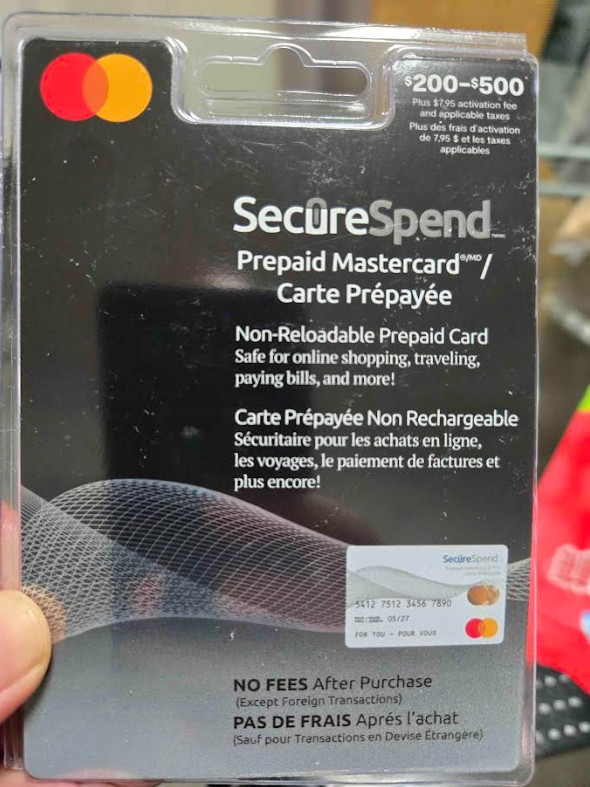 $200–$500
Plus $7.95 activation fee
and applicable taxes
Plus des frais d'activation
de 7,95 $ et les taxes
applicables
SecureSpend
Prepaid Mastercard®/MD /
Carte Prépayée
Non-Reloadable Prepaid Card
Safe for online shopping, traveling,
paying bills, and more!
Carte Prépayée Non Rechargeable
Sécuritaire pour les achats en ligne,
les voyages, le paiement de factures et
plus encore!
SecureSpend
5412 7512 3456 7890
05/27
FOR YOU – POUR VOUS
NO FEES After Purchase
(Except Foreign Transactions)
PAS DE FRAIS Aprés l'achat
(Sauf pour Transactions en Devise Étrangère)